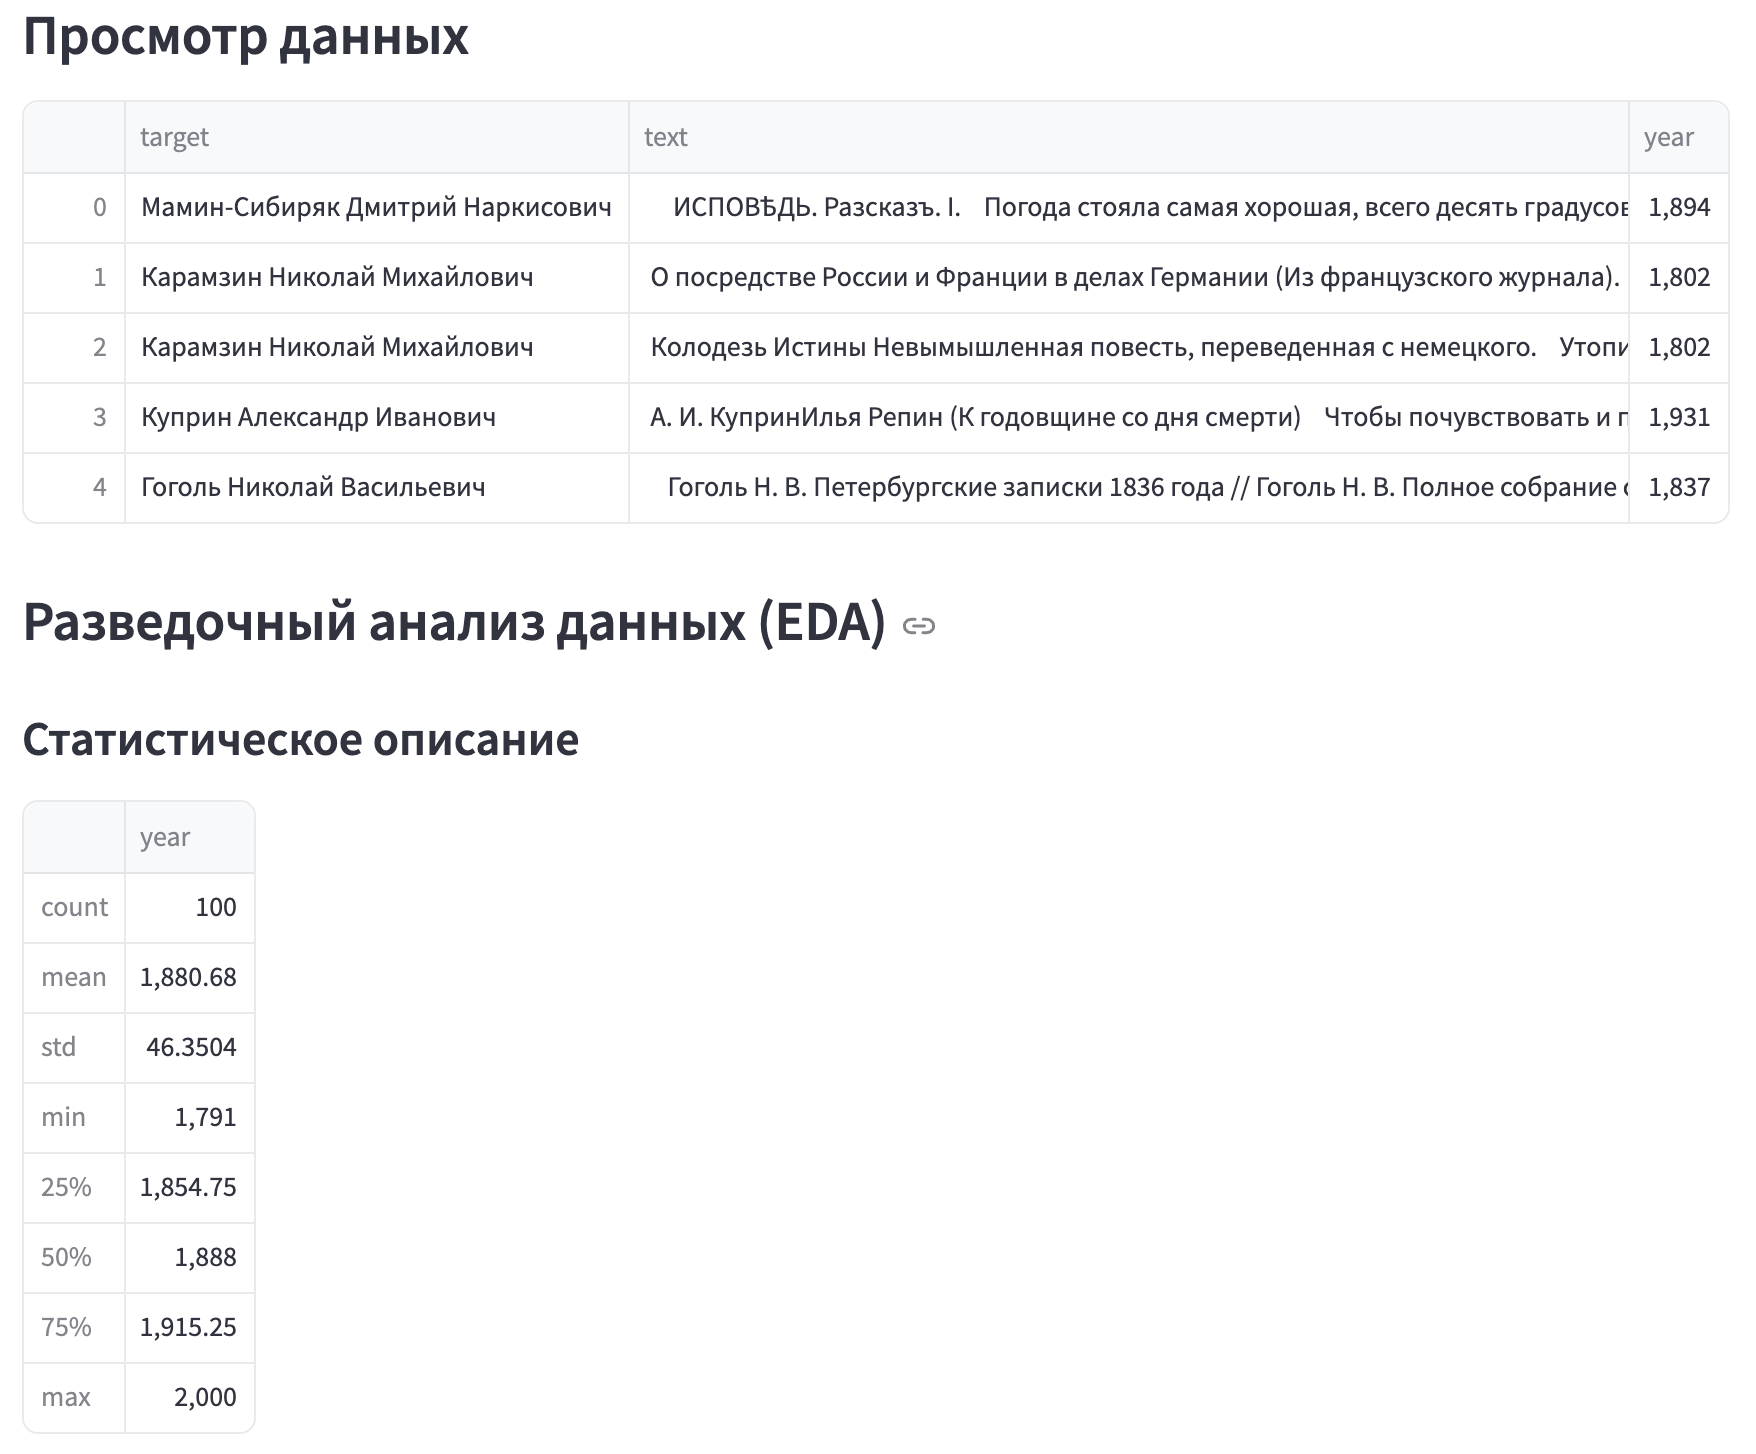 Просмотр данных
target text year
0 Мамин-Сибиряк Дмитрий Наркисович ИСПОВѢДЬ. Разсказъ. I. Погода стояла самая хорошая, всего десять градусов 1,894
1 Карамзин Николай Михайлович О посредстве России и Франции в делах Германии (Из французского журнала). 1,802
2 Карамзин Николай Михайлович Колодезь Истины Невымышленная повесть, переведенная с немецкого. Утопи 1,802
3 Куприн Александр Иванович А. И. КупринИлья Репин (К годовщине со дня смерти) Чтобы почувствовать и п 1,931
4 Гоголь Николай Васильевич Гоголь Н. В. Петербургские записки 1836 года // Гоголь Н. В. Полное собрание с 1,837
Разведочный анализ данных (EDA)
Статистическое описание
year
count 100
mean 1,880.68
std 46.3504
min 1,791
25% 1,854.75
50% 1,888
75% 1,915.25
max 2,000